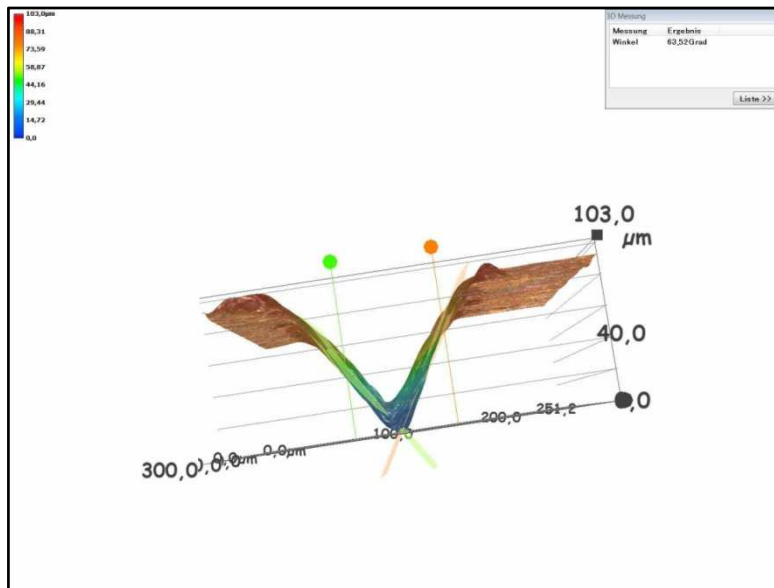 103,0µm
88,31
73,59
58,87
44,16
29,44
14,72
0,0
3D Messung
Messung Ergebnis
Winkel 63,52Grad
Liste >>
103,0
µm
40,0
251,2
200,0
100,0
0,0µm
300,0